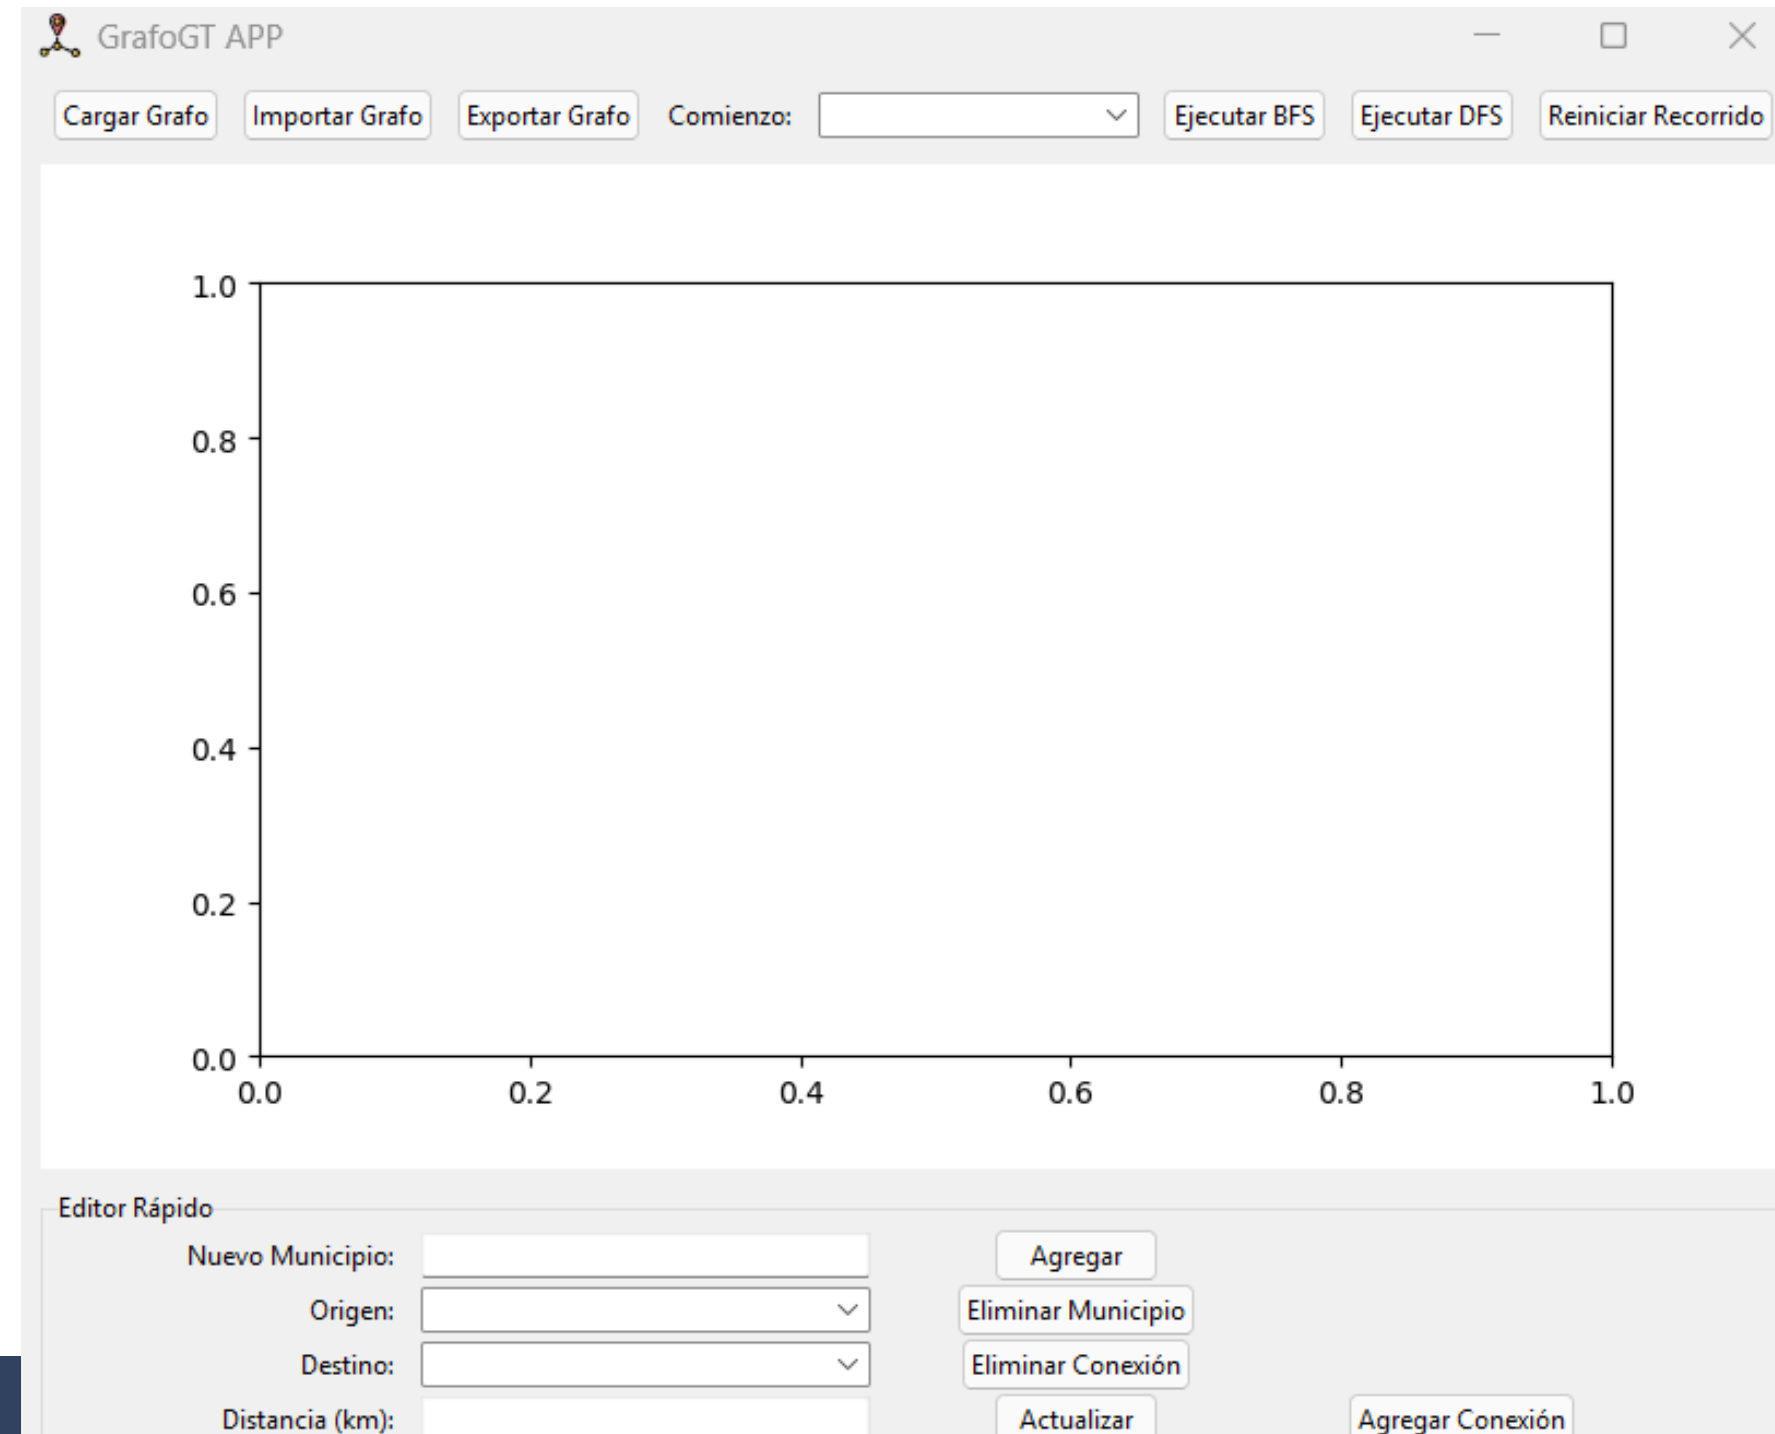 GrafoGT APP
Cargar Grafo Importar Grafo Exportar Grafo Comienzo: Ejecutar BFS Ejecutar DFS Reiniciar Recorrido
1.0
0.8
0.6
0.4
0.2
0.0
0.0 0.2 0.4 0.6 0.8 1.0
Editor Rápido
Nuevo Municipio: Agregar
Origen: Eliminar Municipio
Destino: Eliminar Conexión
Distancia (km): Actualizar Agregar Conexión